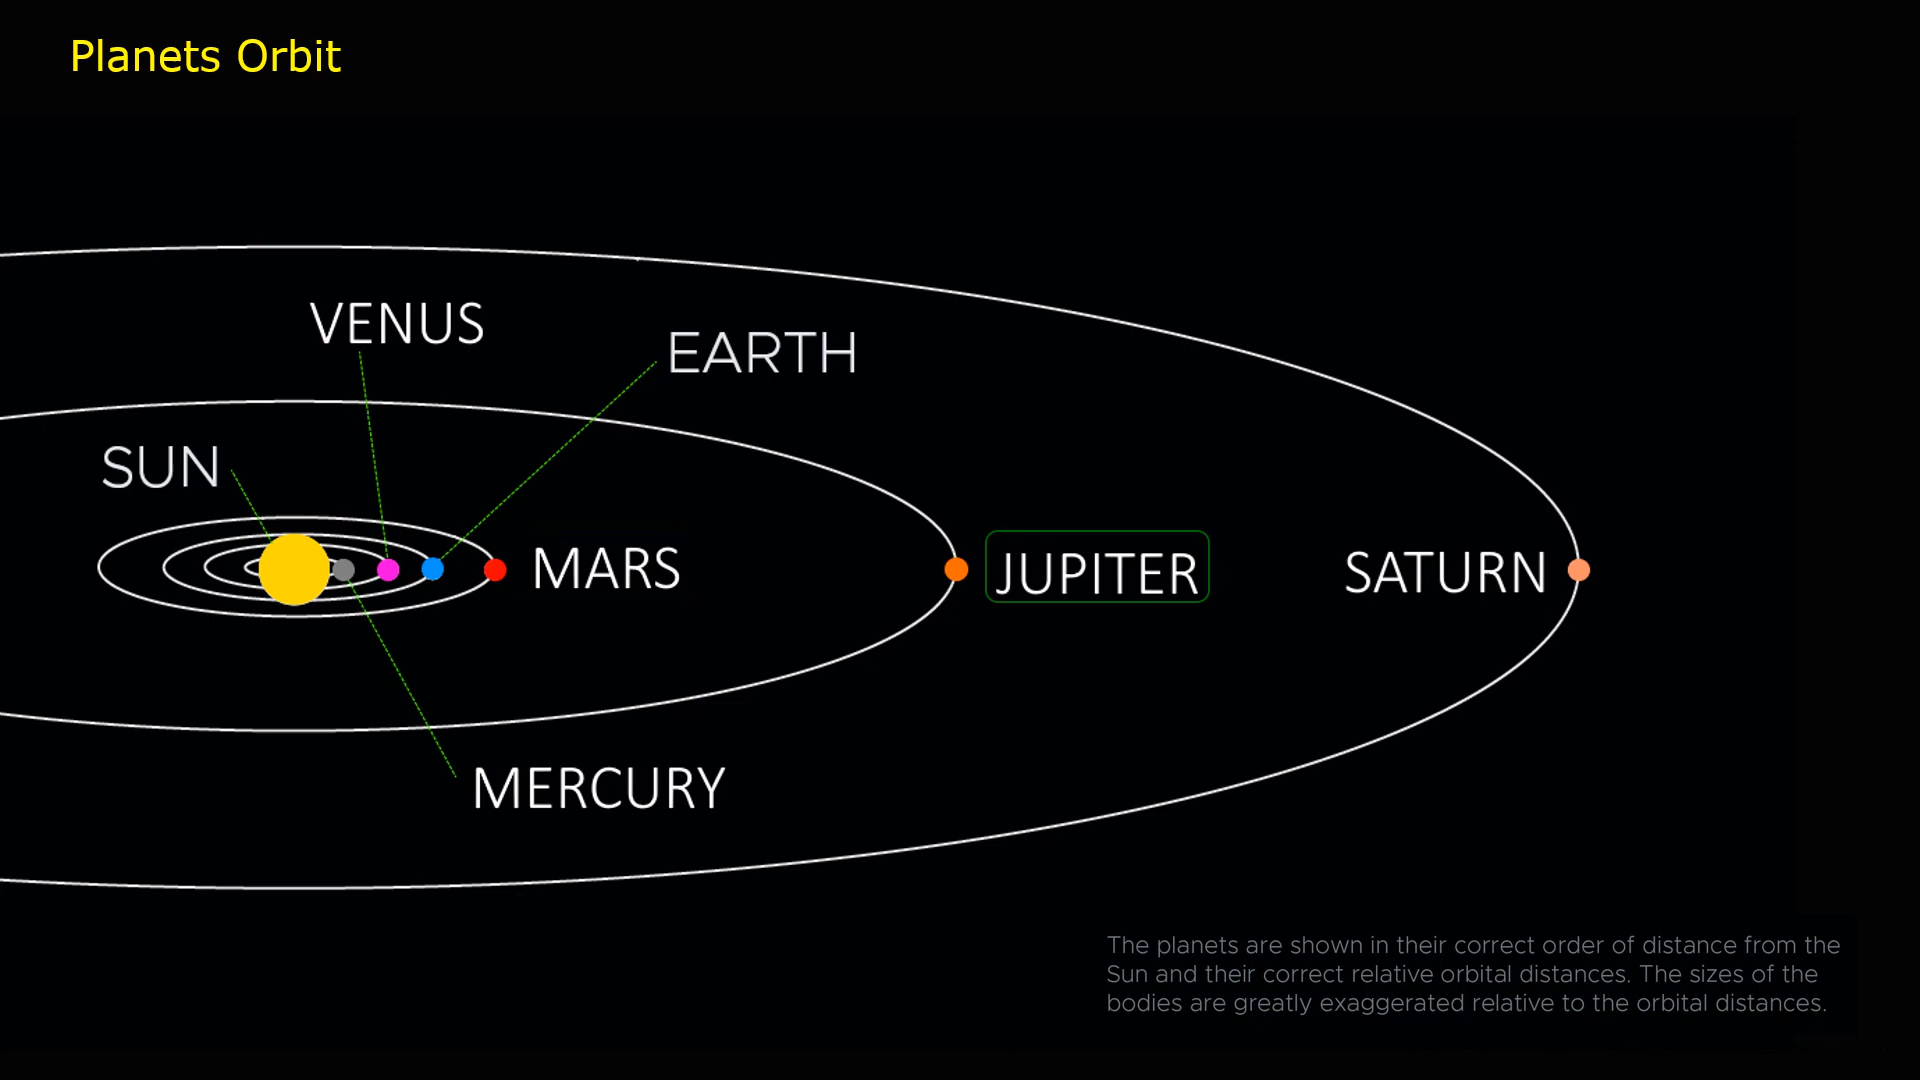 Planets Orbit
VENUS
EARTH
SUN
MARS
JUPITER
SATURN
MERCURY
The planets are shown in their correct order of distance from the
Sun and their correct relative orbital distances. The sizes of the
bodies are greatly exaggerated relative to the orbital distances.